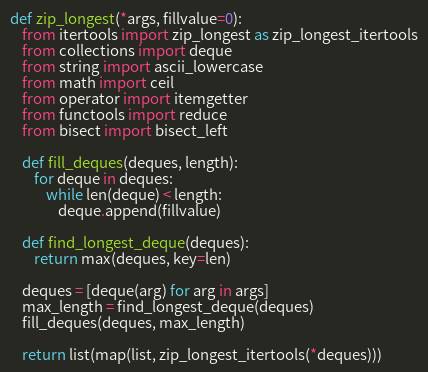 def zip_longest(*args, fillvalue=0):
from itertools import zip_longest as zip_longest_itertools
from collections import deque
from string import ascii_lowercase
from math import ceil
from operator import itemgetter
from functools import reduce
from bisect import bisect_left
def fill_deques(deques, length):
for deque in deques:
while len(deque) < length:
deque.append(fillvalue)
def find_longest_deque(deques):
return max(deques, key=len)
deques = [deque(arg) for arg in args]
max_length = find_longest_deque(deques)
fill_deques(deques, max_length)
return list(map(list, zip_longest_itertools(*deques)))